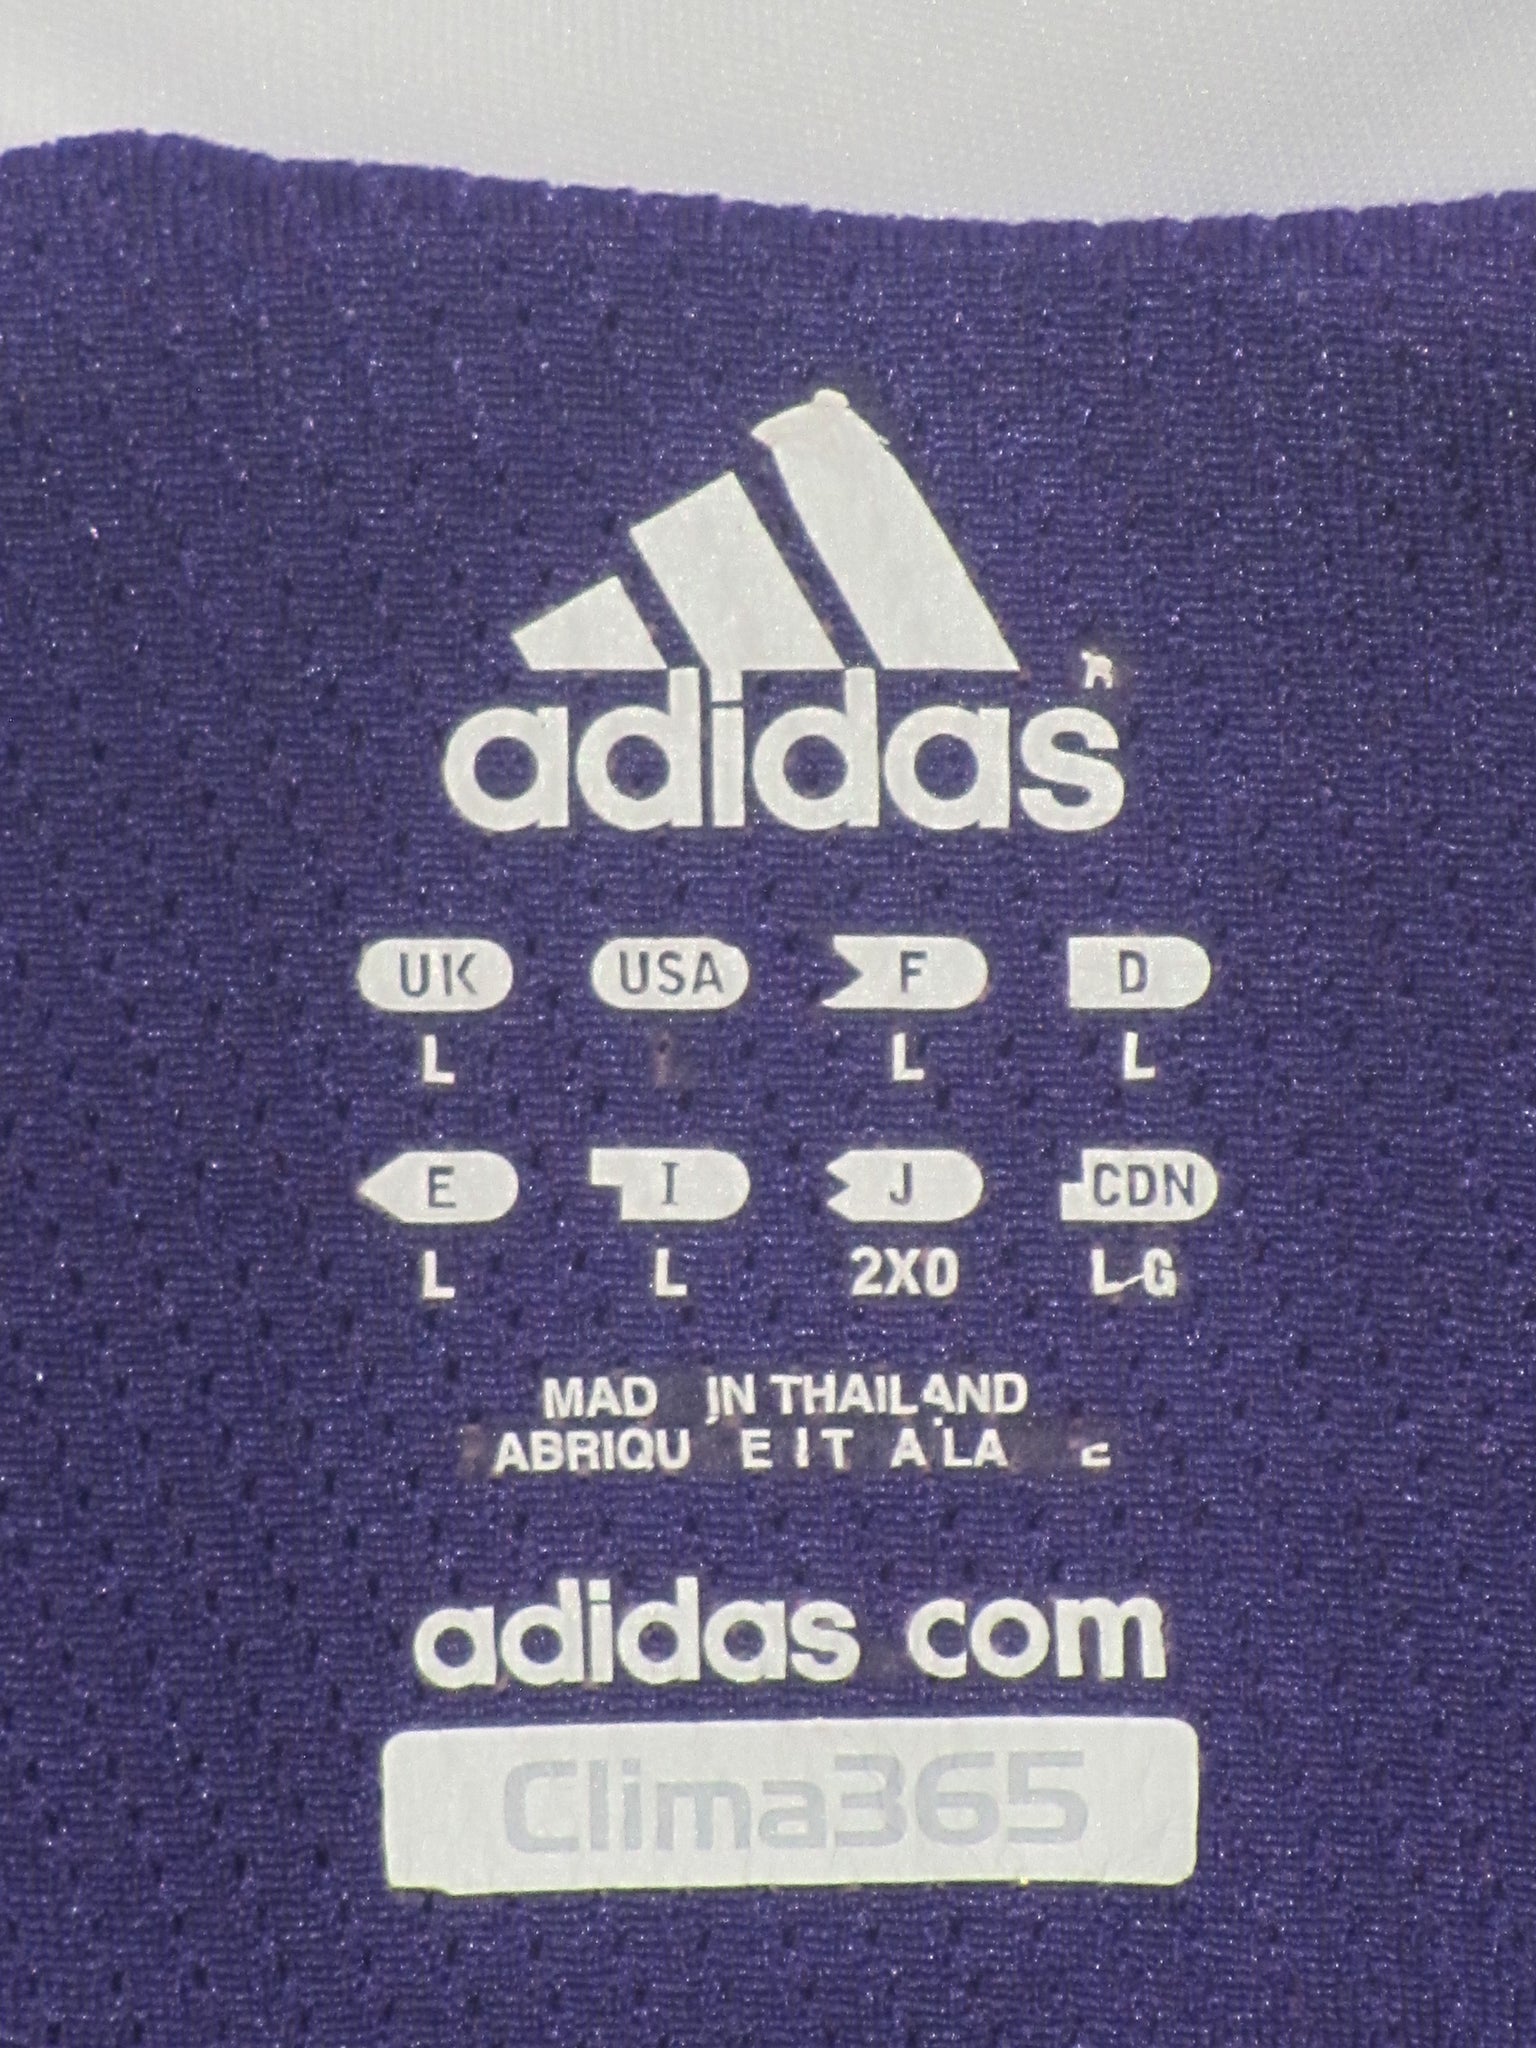 adidas
UK USA F D
L L L
E I J CDN
L L 2XO LG
MAD IN THAILAND
ABRIQU E IT A LA E
adidas com
Clima365